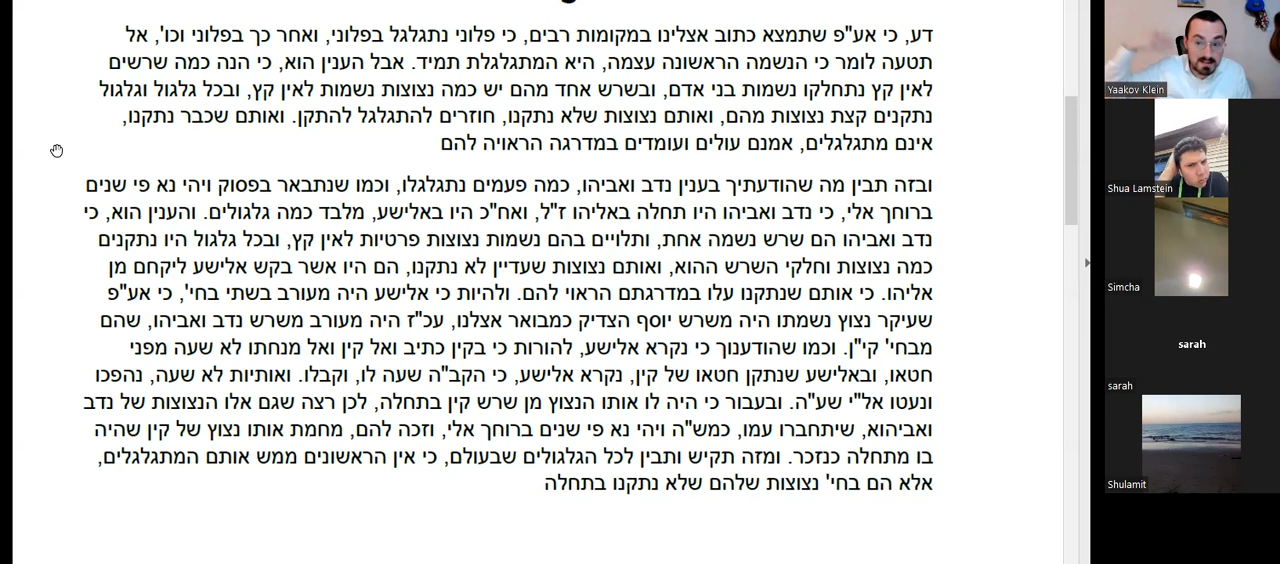 דע, כי אע"פ שתמצא כתוב אצלינו במקומות רבים, כי פלוני נתגלגל בפלוני, ואחר כך בפלוני וכו', אל
תטעה לומר כי הנשמה הראשונה עצמה, היא המתגלגלת תמיד. אבל הענין הוא, כי הנה כמה שרשים
לאין קץ נתחלקו נשמות בני אדם, ובשרש אחד מהם יש כמה נצוצות נשמות לאין קץ, ובכל גלגול וגלגול
נתקנים קצת נצוצות מהם, ואותם נצוצות שלא נתקנו, חוזרים להתגלגל להתקן. ואותם שכבר נתקנו,
אינם מתגלגלים, אמנם עולים ועומדים במדרגה הראויה להם
ובזה תבין מה שהודעתיך בענין נדב ואביהו, כמה פעמים נתגלגלו, וכמו שנתבאר בפסוק ויהי נא פי שנים
ברוחך אלי, כי נדב ואביהו היו תחלה באליהו ז"ל, ואח"כ היו באלישע, מלבד כמה גלגולים. והענין הוא, כי
נדב ואביהו הם שרש נשמה אחת, ותלויים בהם נשמות נצוצות פרטיות לאין קץ, ובכל גלגול היו נתקנים
כמה נצוצות וחלקי השרש ההוא, ואותם נצוצות שעדיין לא נתקנו, הם היו אשר בקש אלישע ליקחם מן
אליהו. כי אותם שנתקנו עלו במדרגתם הראוי להם. ולהיות כי אלישע היה מעורב בשתי בחי', כי אע"פ
שעיקר נצוץ נשמתו היה משרש יוסף הצדיק כמבואר אצלנו, עכ"ז היה מעורב משרש נדב ואביהו, שהם
מבחי' קי"ן. וכמו שהודענוך כי נקרא אלישע, להורות כי בקין כתיב ואל קין ואל מנחתו לא שעה מפני
חטאו, ובאלישע שנתקן חטאו של קין, נקרא אלישע, כי הקב"ה שעה לו, וקבלו. ואותיות לא שעה, נהפכו
ונעטו אל"י שע"ה. ובעבור כי היה לו אותו הנצוץ מן שרש קין בתחלה, לכן רצה שגם אלו הנצוצות של נדב
ואביהוא, שיתחברו עמו, כמש"ה ויהי נא פי שנים ברוחך אלי, וזכה להם, מחמת אותו נצוץ של קין שהיה
בו מתחלה כנזכר. ומזה תקיש ותבין לכל הגלגולים שבעולם, כי אין הראשונים ממש אותם המתגלגלים,
אלא הם בחי' נצוצות שלהם שלא נתקנו בתחלה
Yaakov Klein
Shua Lamstein
Simcha
sarah
sarah
Shulamit